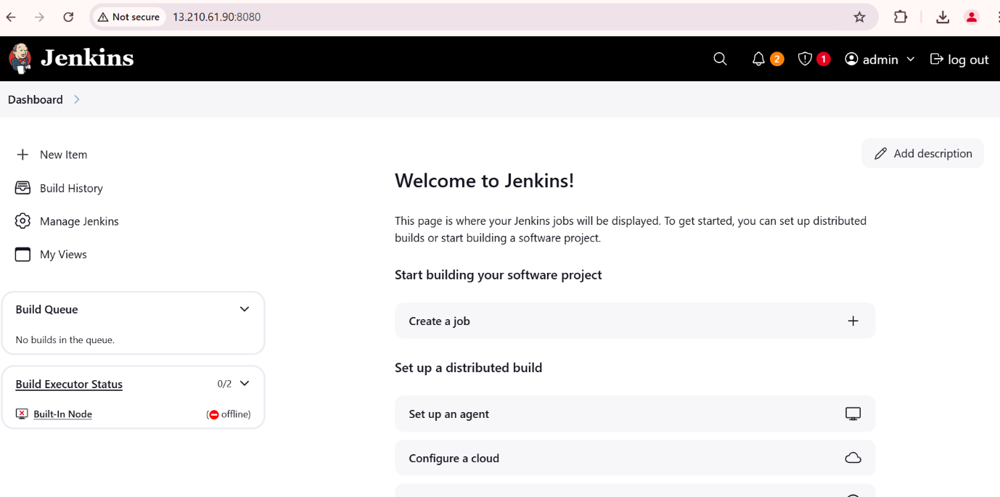 Not secure 13.210.61.90:8080
Jenkins
2 1 admin log out
Dashboard
New Item
Build History
Manage Jenkins
My Views
Build Queue
No builds in the queue.
Build Executor Status 0/2
Built-In Node (offline)
Add description
Welcome to Jenkins!
This page is where your Jenkins jobs will be displayed. To get started, you can set up distributed
builds or start building a software project.
Start building your software project
Create a job
Set up a distributed build
Set up an agent
Configure a cloud